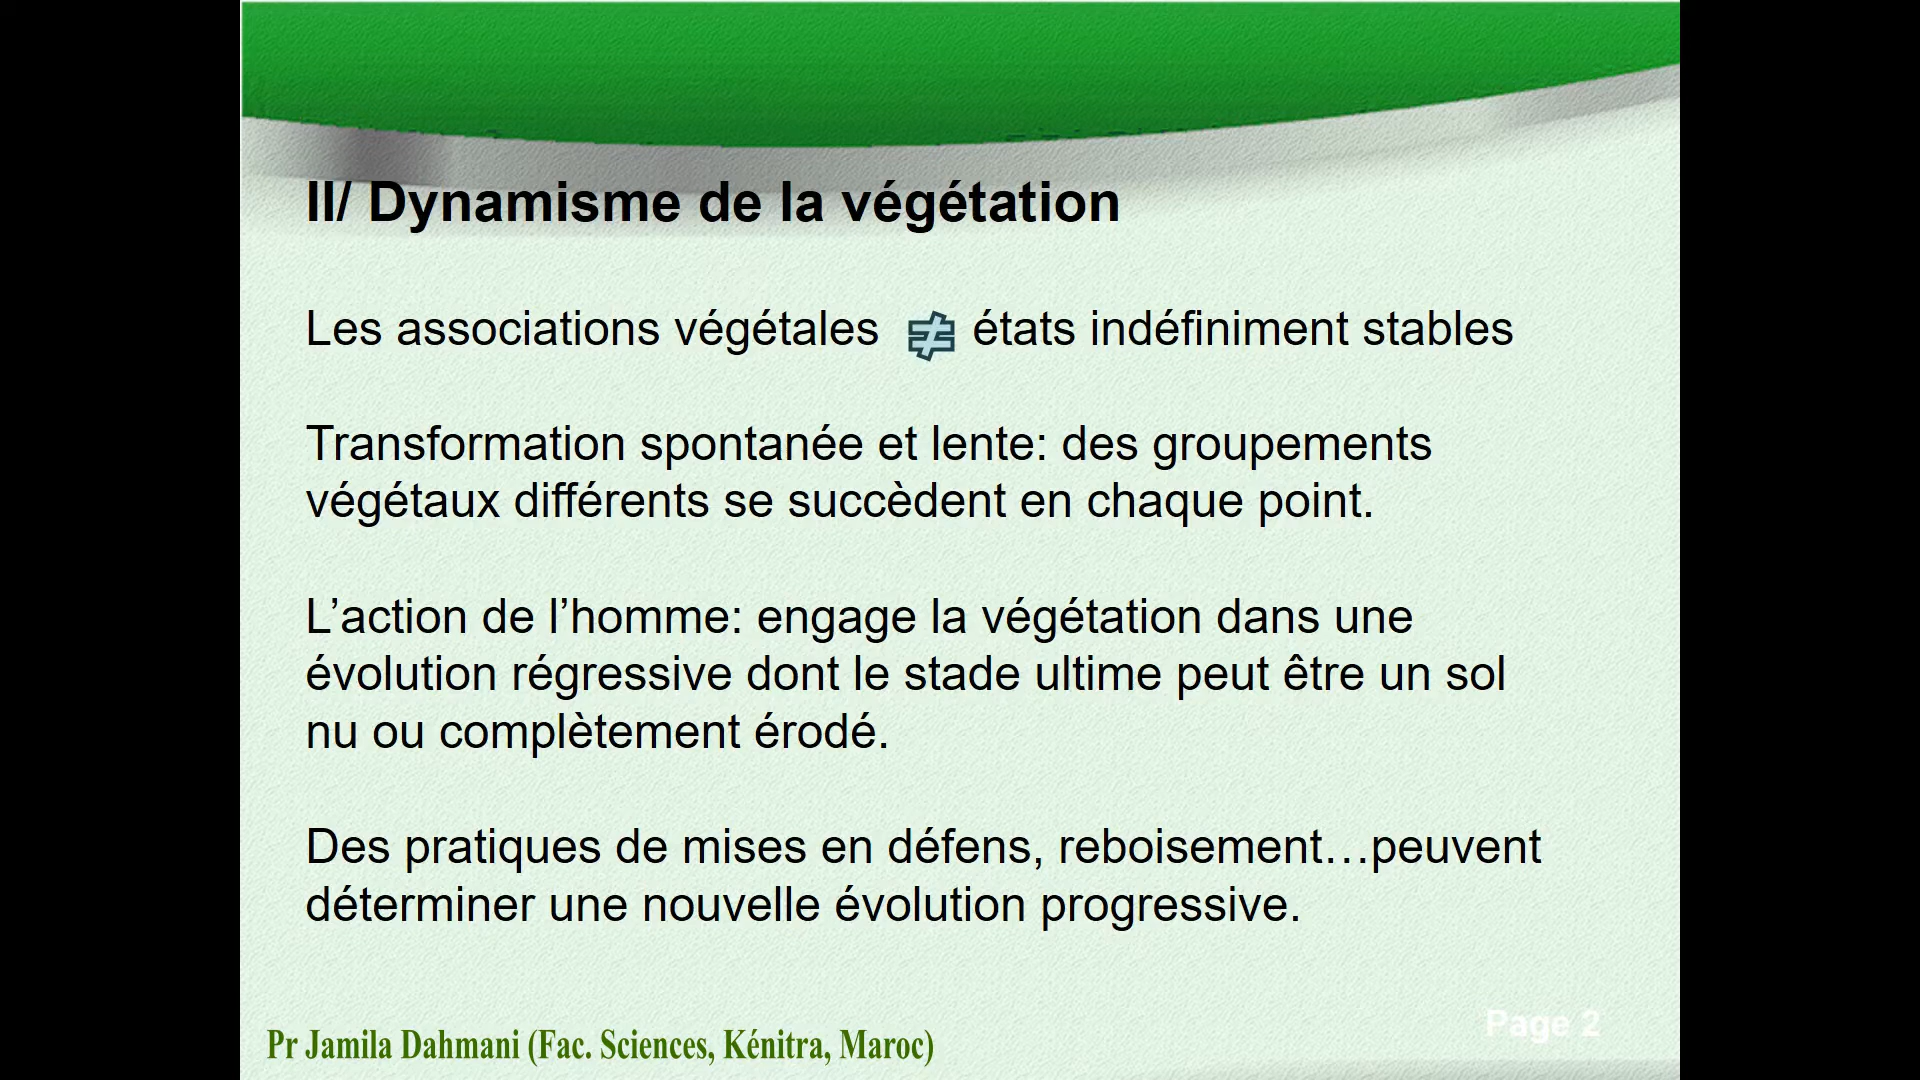 II/ Dynamisme de la végétation
Les associations végétales ≠ états indéfiniment stables
Transformation spontanée et lente: des groupements
végétaux différents se succèdent en chaque point.
L’action de l’homme: engage la végétation dans une
évolution régressive dont le stade ultime peut être un sol
nu ou complètement érodé.
Des pratiques de mises en défens, reboisement…peuvent
déterminer une nouvelle évolution progressive.
Page 2
Pr Jamila Dahmani (Fac. Sciences, Kénitra, Maroc)